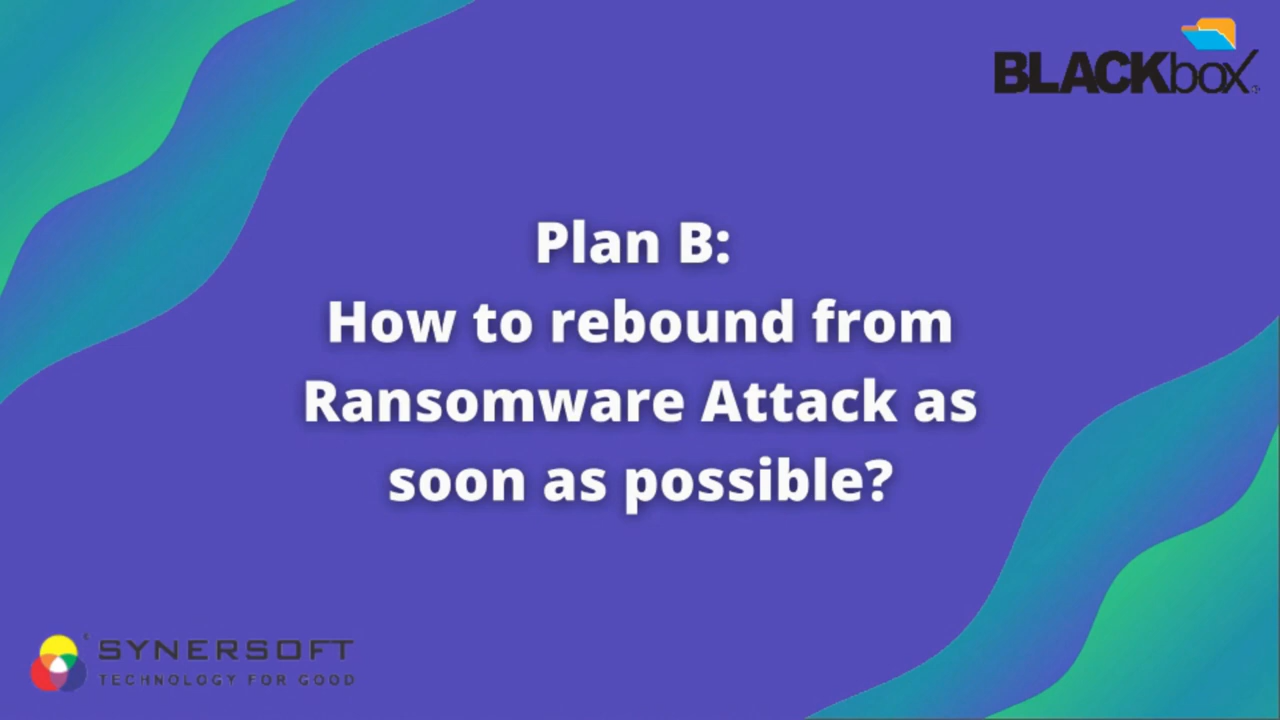 BLACKbox
Plan B:
How to rebound from
Ransomware Attack as
soon as possible?
SYNERSOFT
TECHNOLOGY FOR GOOD